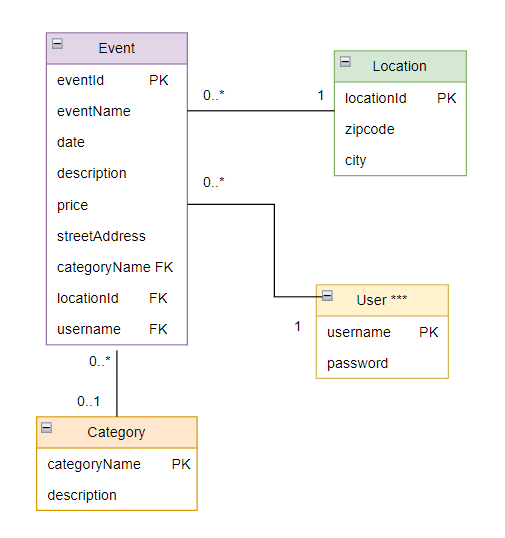 Event
eventId PK
eventName
date
description
price
streetAddress
categoryName FK
locationId FK
username FK
0..*
1
Location
locationId PK
zipcode
city
0..*
1
User ***
username PK
password
0..*
0..1
Category
categoryName PK
description